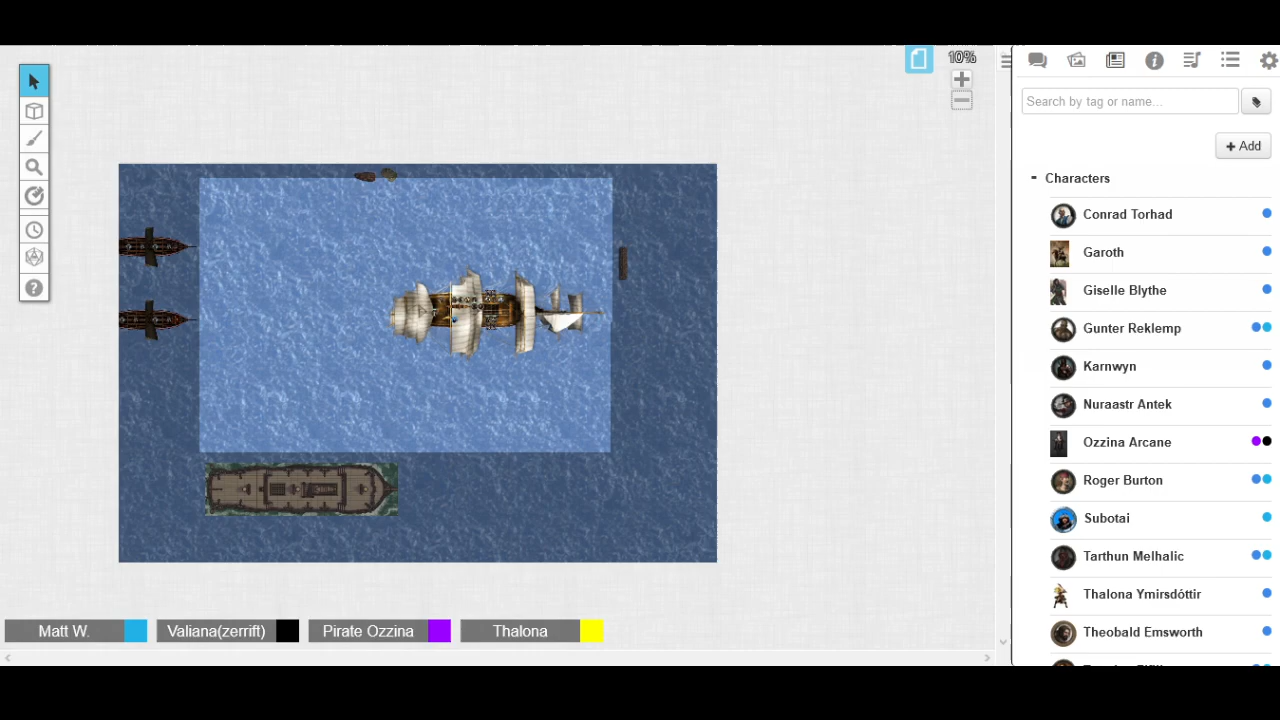 10%
Search by tag or name...
+ Add
Characters
Conrad Torhad
Garoth
Giselle Blythe
Gunter Reklemp
Karnwyn
Nuraastr Antek
Ozzina Arcane
Roger Burton
Subotai
Tarthun Melhalic
Thalona Ymirsdóttir
Theobald Emsworth
Matt W.
Valiana(zerrift)
Pirate Ozzina
Thalona